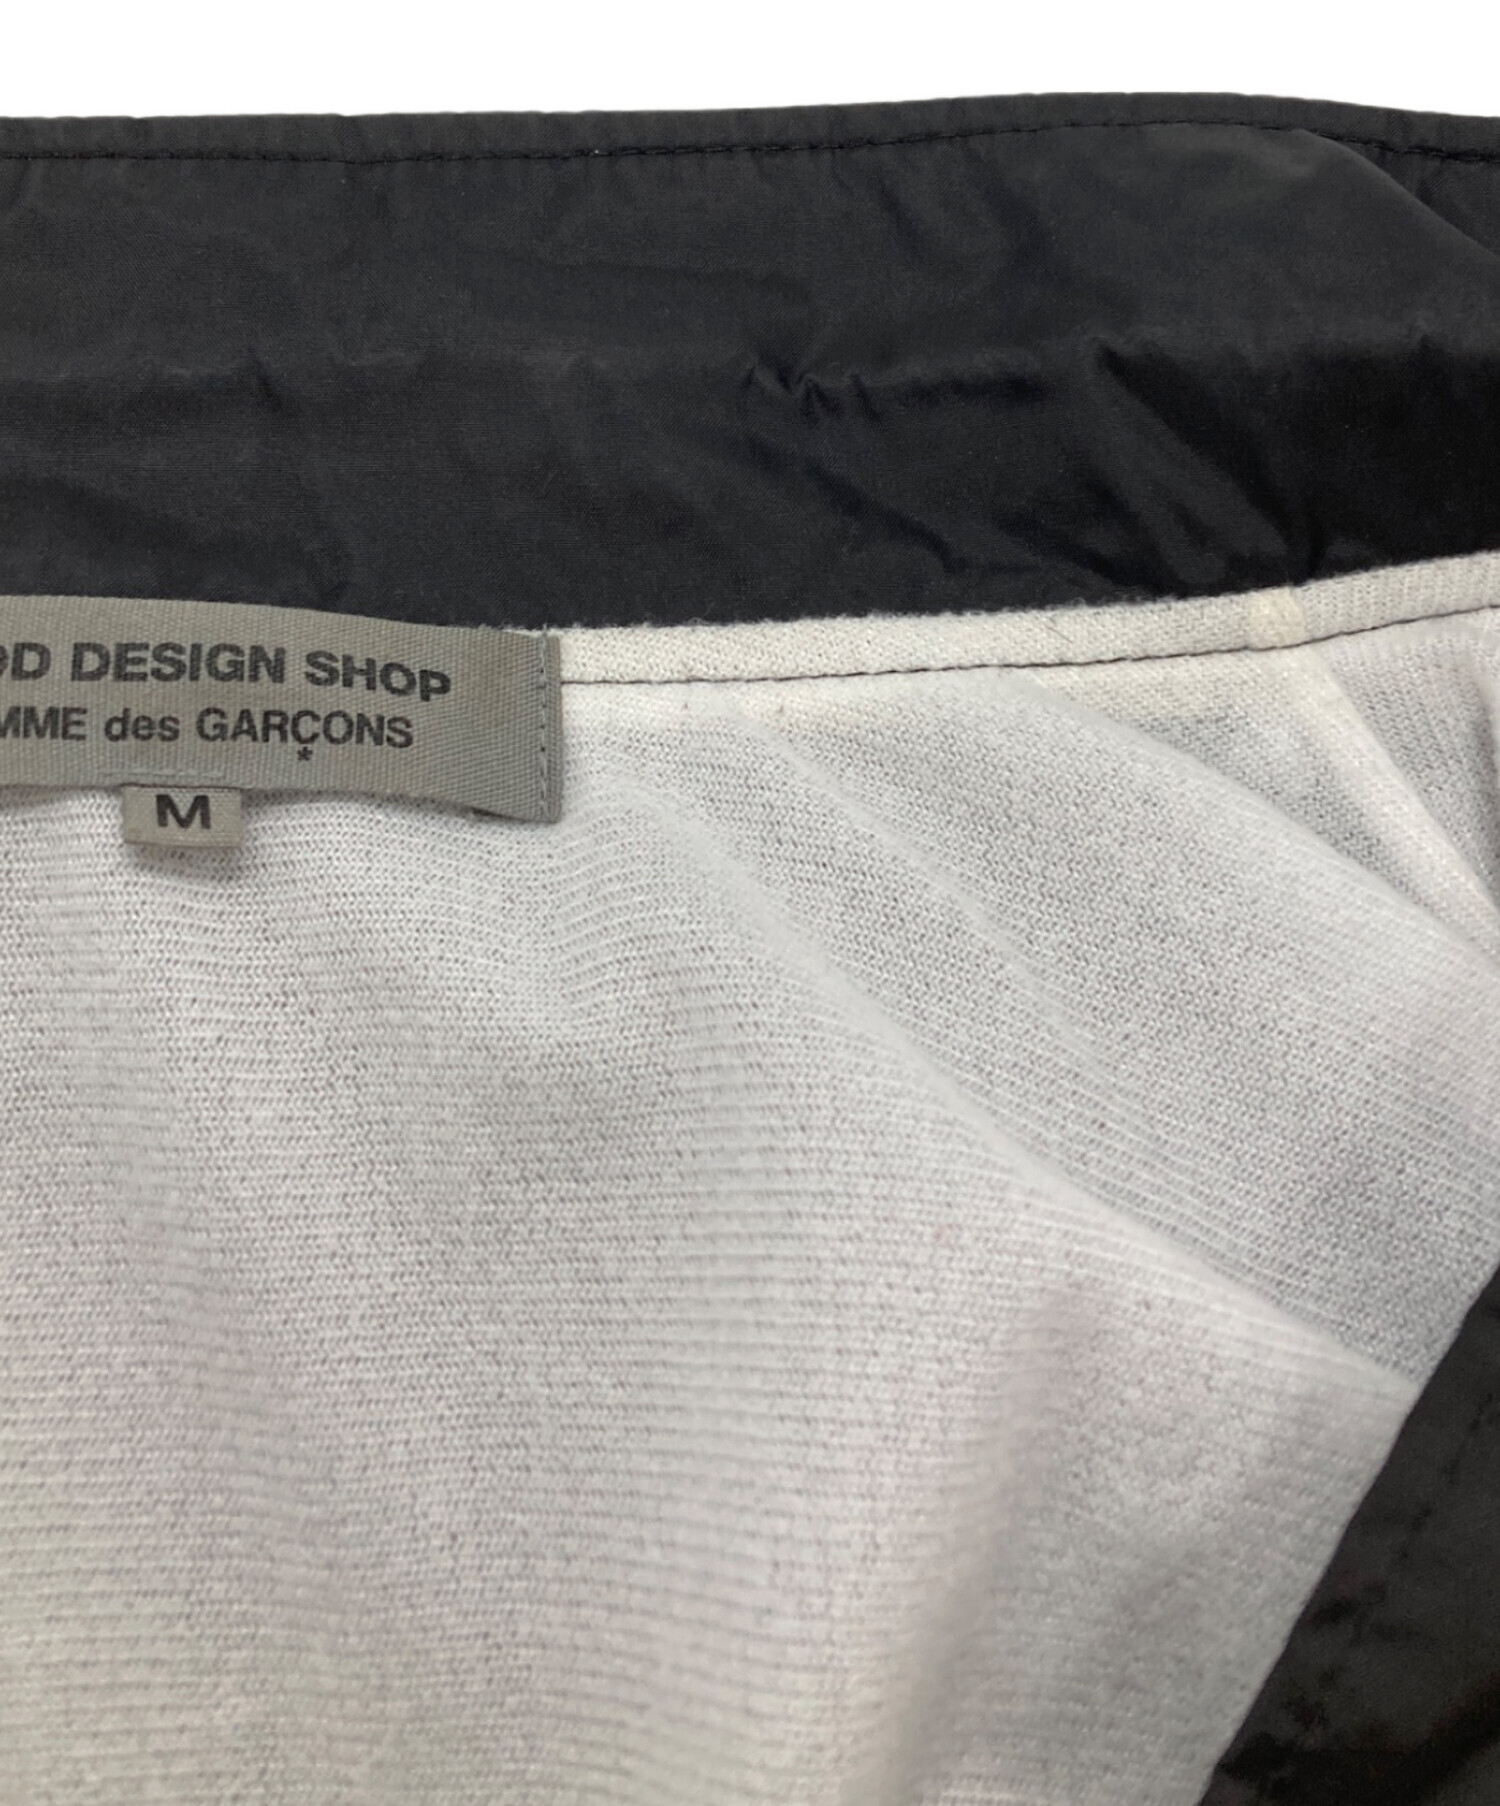 OD DESIGN SHOP
MME des GARÇONS
*
M